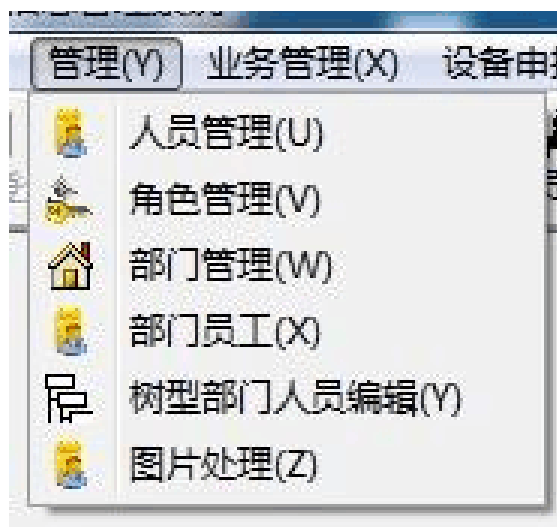 管理(Y) 业务管理(X) 设备申
人员管理(U)
角色管理(V)
部门管理(W)
部门员工(X)
树型部门人员编辑(Y)
图片处理(Z)